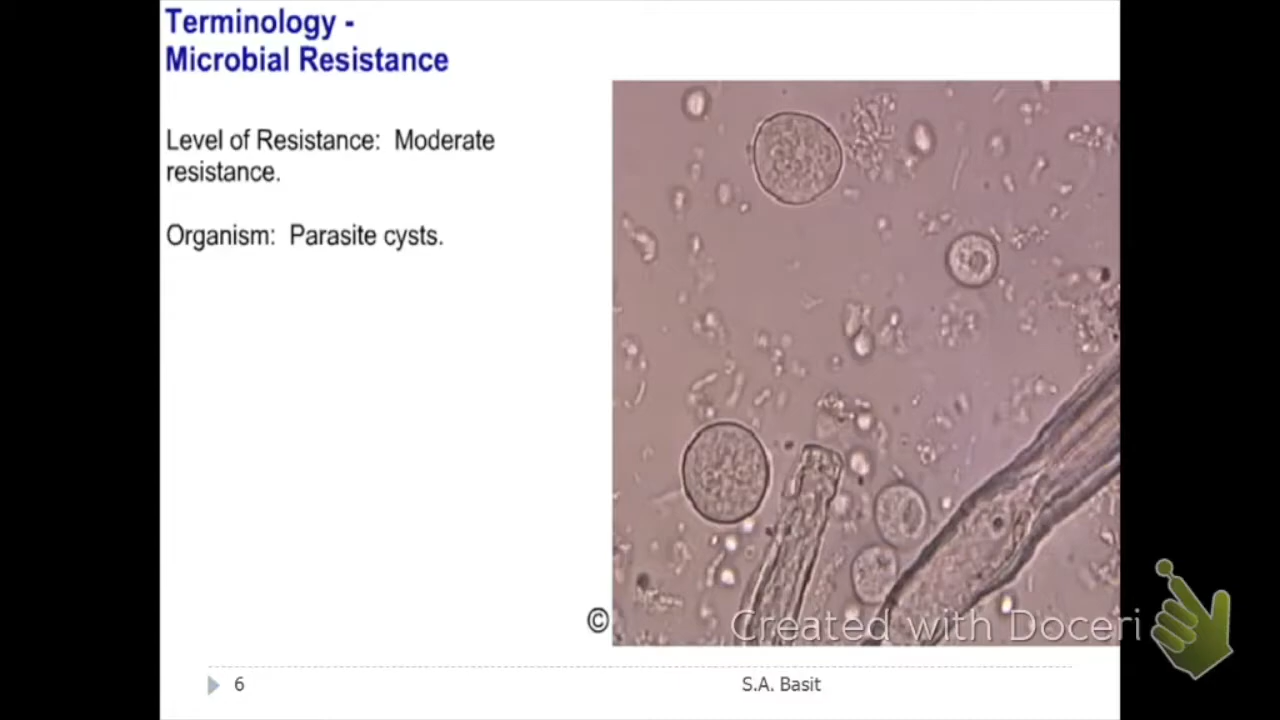 Terminology -
Microbial Resistance
Level of Resistance: Moderate
resistance.
Organism: Parasite cysts.
©
Created with Doceri
6
S.A. Basit